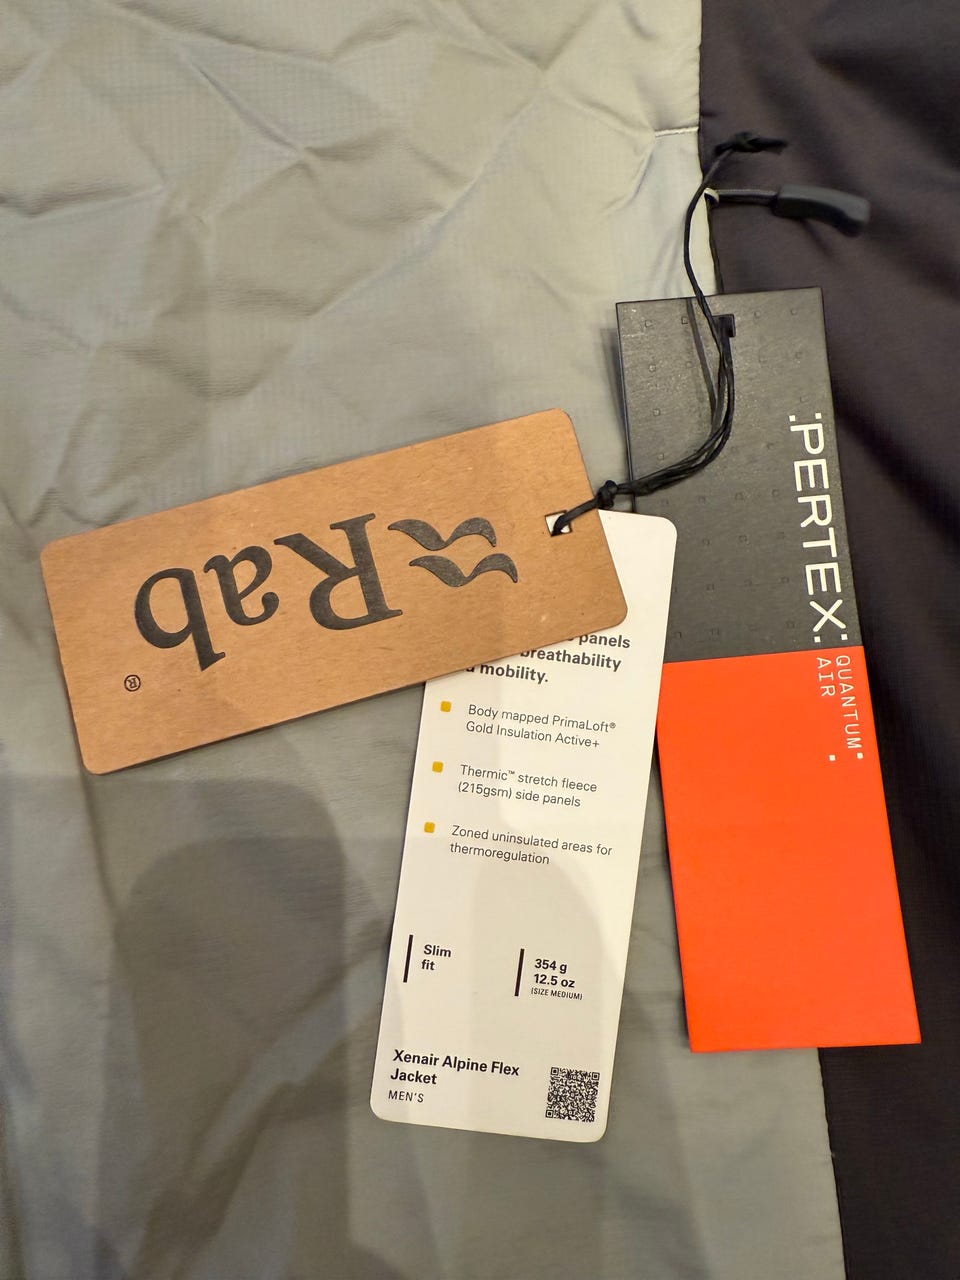 Rab
®
PERTEX
QUANTUM
AIR
panels
breathability
mobility.
Body mapped PrimaLoft®
Gold Insulation Active+
Thermic™ stretch fleece
(215gsm) side panels
Zoned uninsulated areas for
thermoregulation
Slim
fit
354 g
12.5 oz
(SIZE MEDIUM)
Xenair Alpine Flex
Jacket
MEN'S